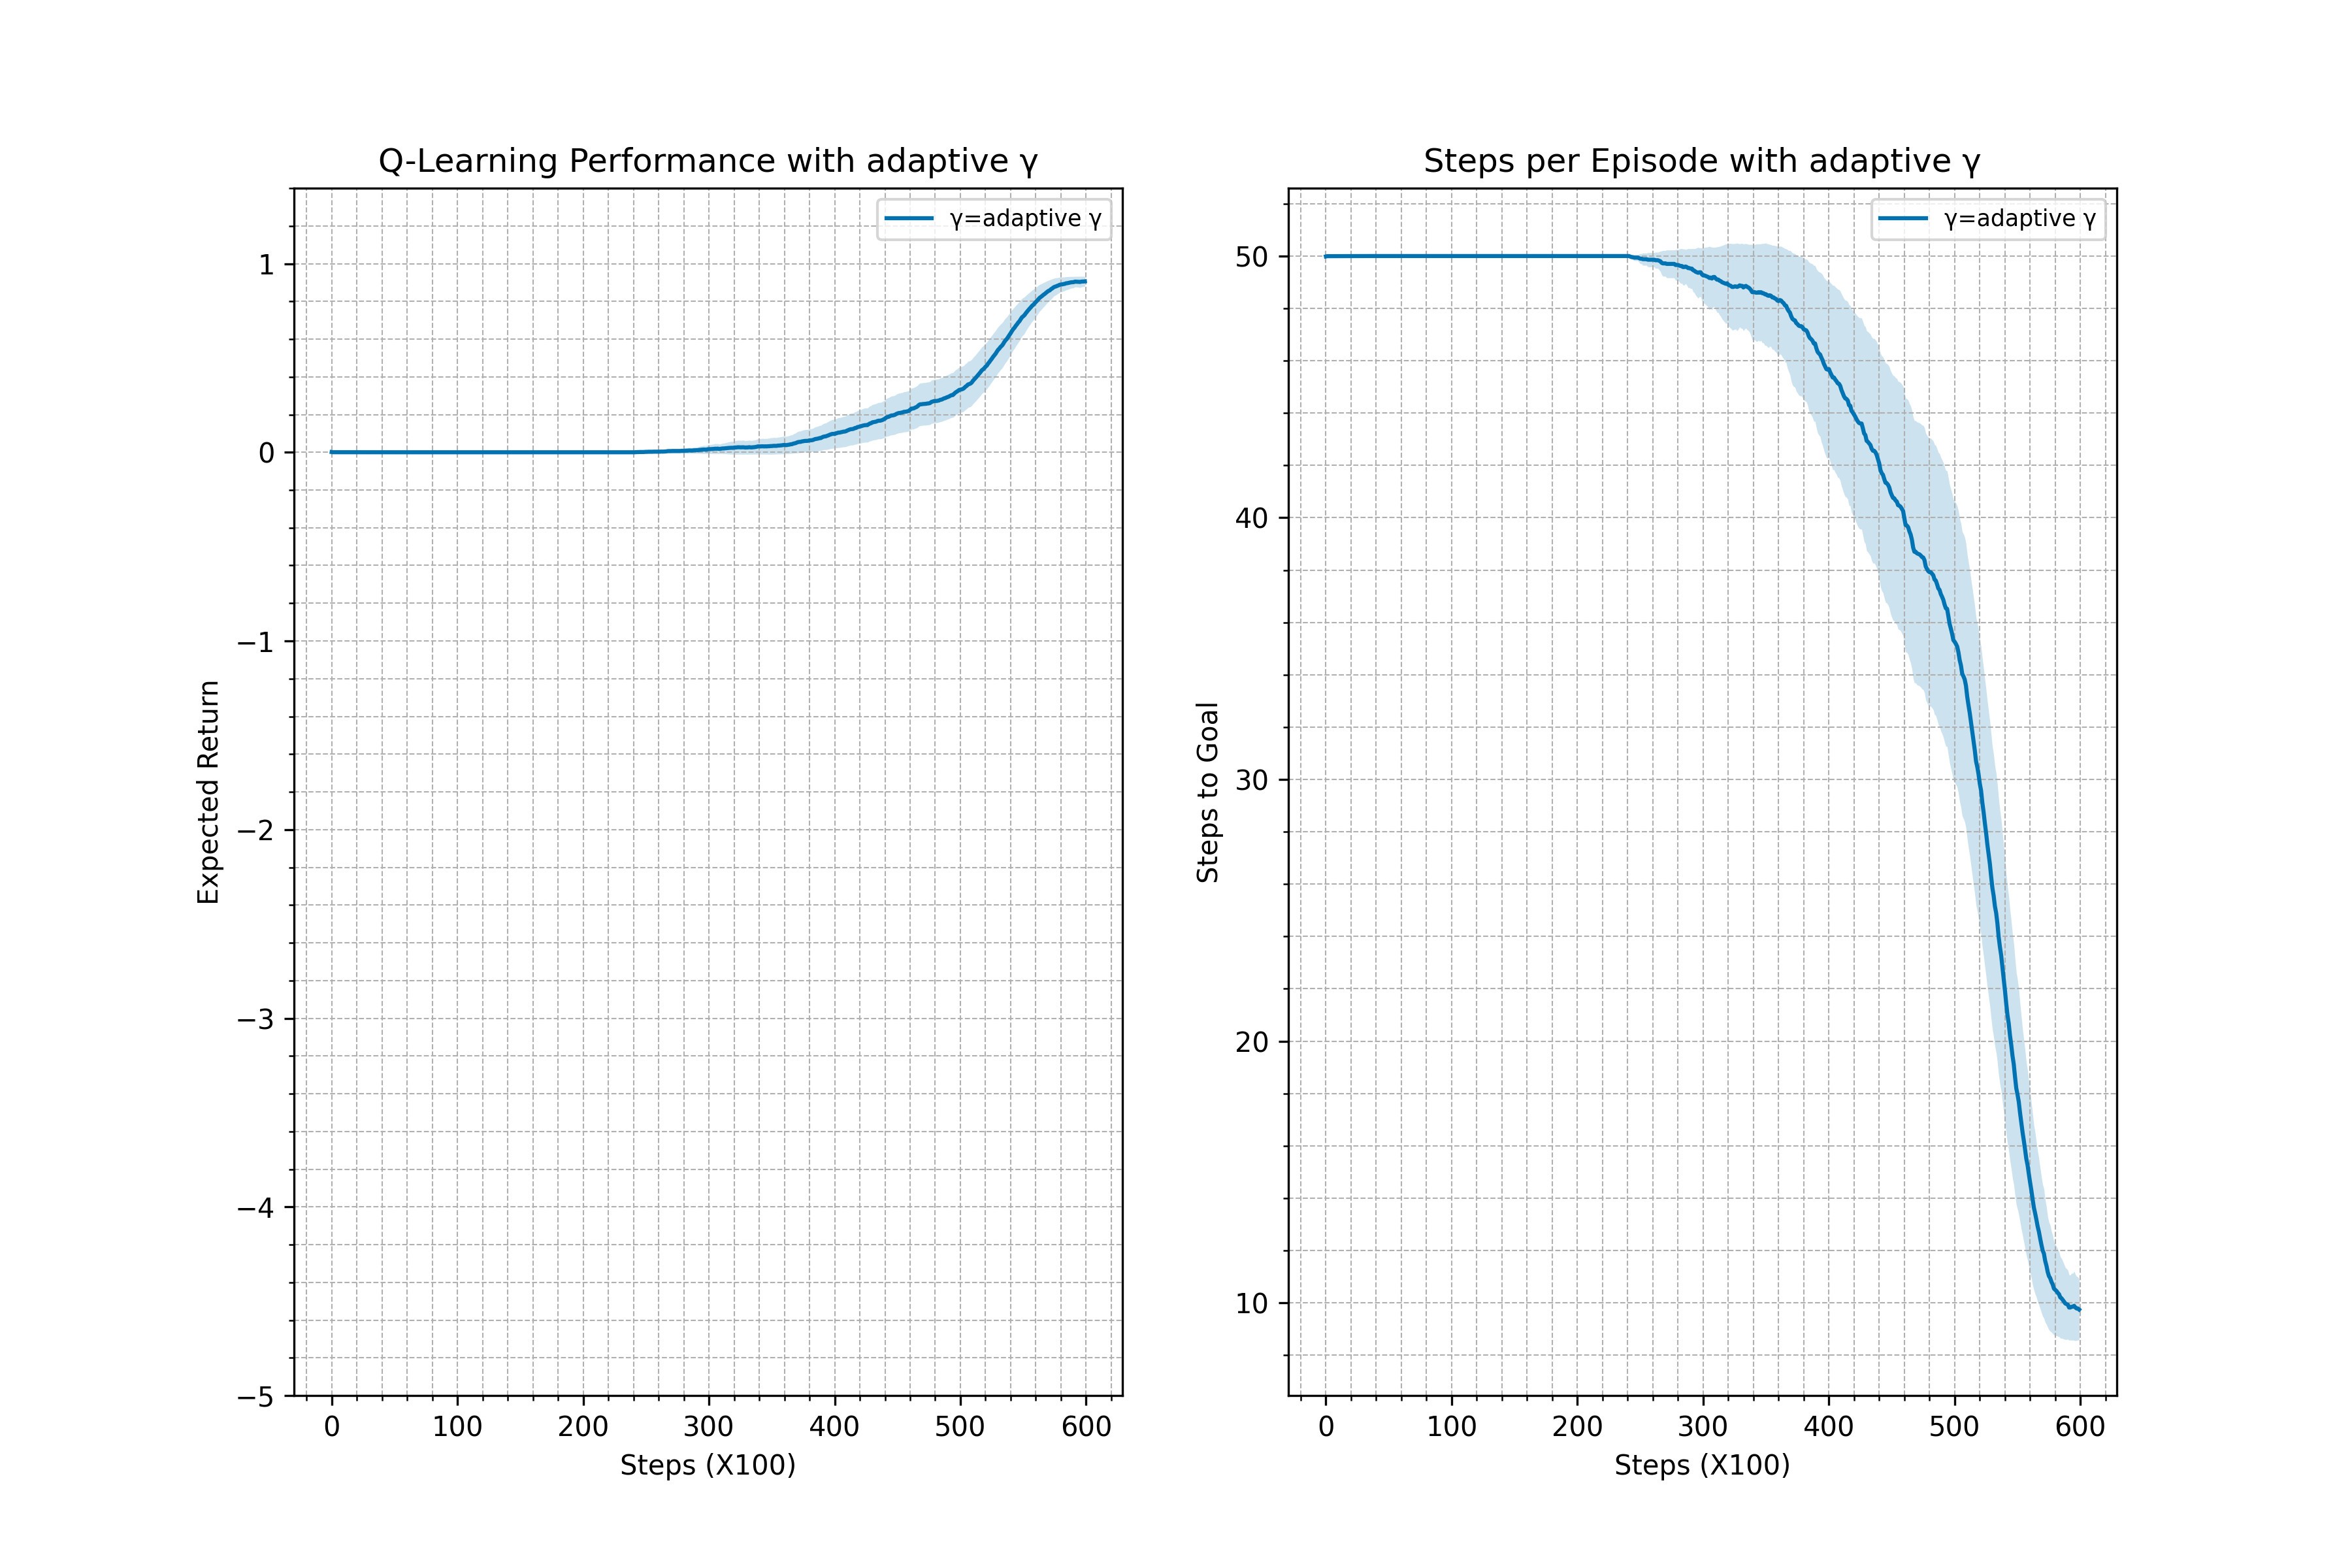 Q-Learning Performance with adaptive γ
γ=adaptive γ
1
0
−1
−2
−3
−4
−5
Expected Return
0 100 200 300 400 500 600
Steps (X100)
Steps per Episode with adaptive γ
γ=adaptive γ
50
40
30
20
10
Steps to Goal
0 100 200 300 400 500 600
Steps (X100)